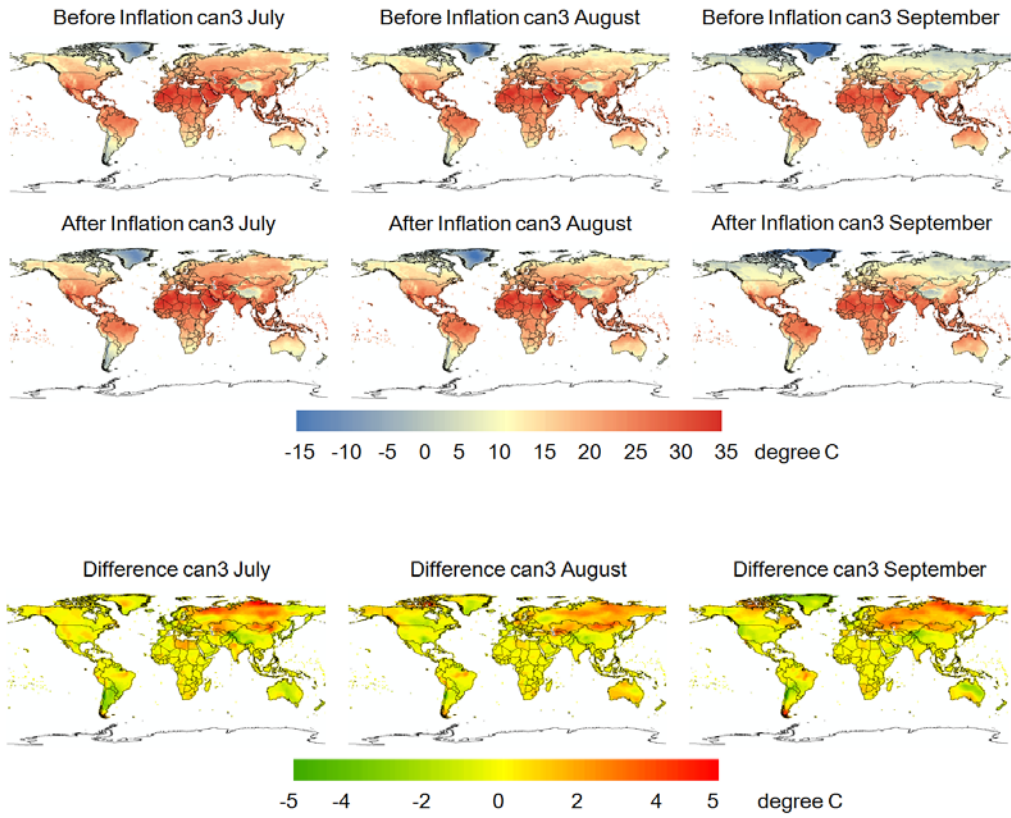 Before Inflation can3 July
Before Inflation can3 August
Before Inflation can3 September
After Inflation can3 July
After Inflation can3 August
After Inflation can3 September
-15 -10 -5 0 5 10 15 20 25 30 35 degree C
Difference can3 July
Difference can3 August
Difference can3 September
-5 -4 -2 0 2 4 5 degree C